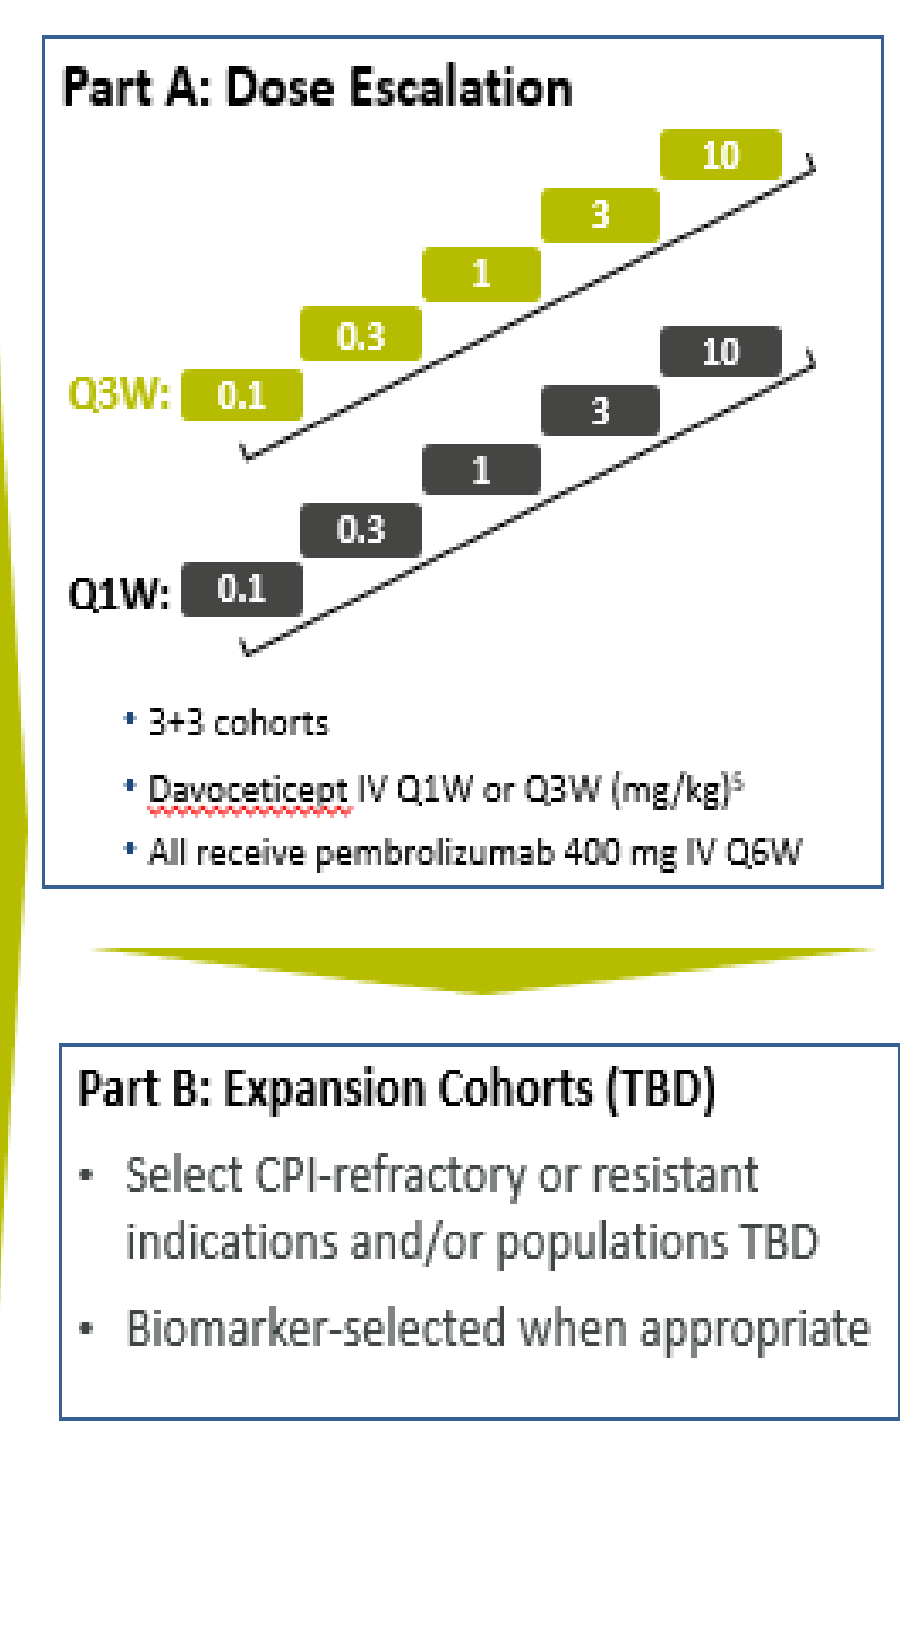 Part A: Dose Escalation
10
3
1
0.3
Q3W: 0.1
10
3
1
0.3
Q1W: 0.1
• 3+3 cohorts
• Davoceticept IV Q1W or Q3W (mg/kg)⁵
• All receive pembrolizumab 400 mg IV Q6W
Part B: Expansion Cohorts (TBD)
• Select CPI-refractory or resistant
indications and/or populations TBD
• Biomarker-selected when appropriate